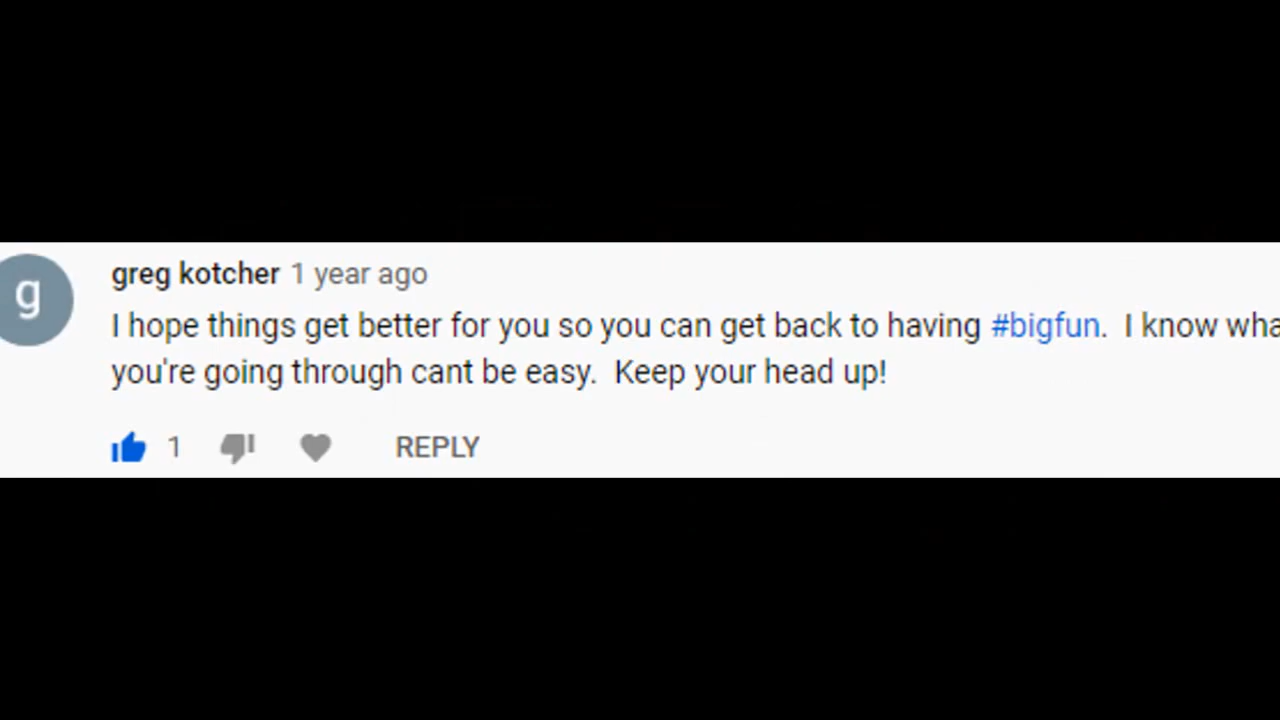 g
greg kotcher 1 year ago
I hope things get better for you so you can get back to having #bigfun. I know wha
you're going through cant be easy. Keep your head up!
1 REPLY